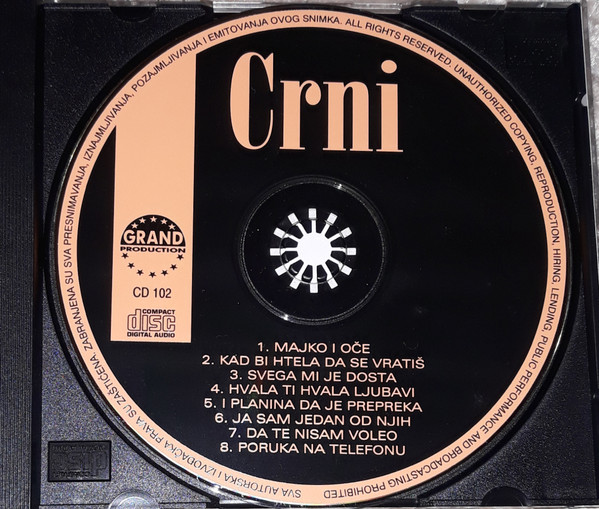 Crni
GRAND
PRODUCTION
CD 102
COMPACT
disc
DIGITAL AUDIO
1. MAJKO I OČE
2. KAD BI HTELA DA SE VRATIŠ
3. SVEGA MI JE DOSTA
4. HVALA TI HVALA LJUBAVI
5. I PLANINA DA JE PREPREKA
6. JA SAM JEDAN OD NJIH
7. DA TE NISAM VOLEO
8. PORUKA NA TELEFONU
SVA AUTORSKA I IZVOĐAČKA PRAVA SU ZAŠTIĆENA. ZABRANJENA SU SVA PRESNIMAVANJA, IZNAJMLJIVANJA, POZAJMLJIVANJA I EMITOVANJA OVOG SNIMKA. ALL RIGHTS RESERVED. UNAUTHORIZED COPYING, REPRODUCTION, HIRING, LENDING, PUBLIC PERFORMANCE AND BROADCASTING PROHIBITED